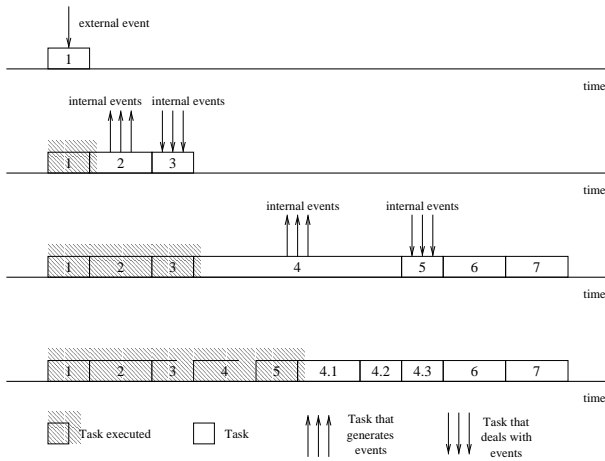 external event
1
time
internal events internal events
1 2 3
time
internal events internal events
1 2 3 4 5 6 7
time
1 2 3 4 5 4.1 4.2 4.3 6 7
time
Task executed
Task
Task that
generates
events
Task that
deals with
events